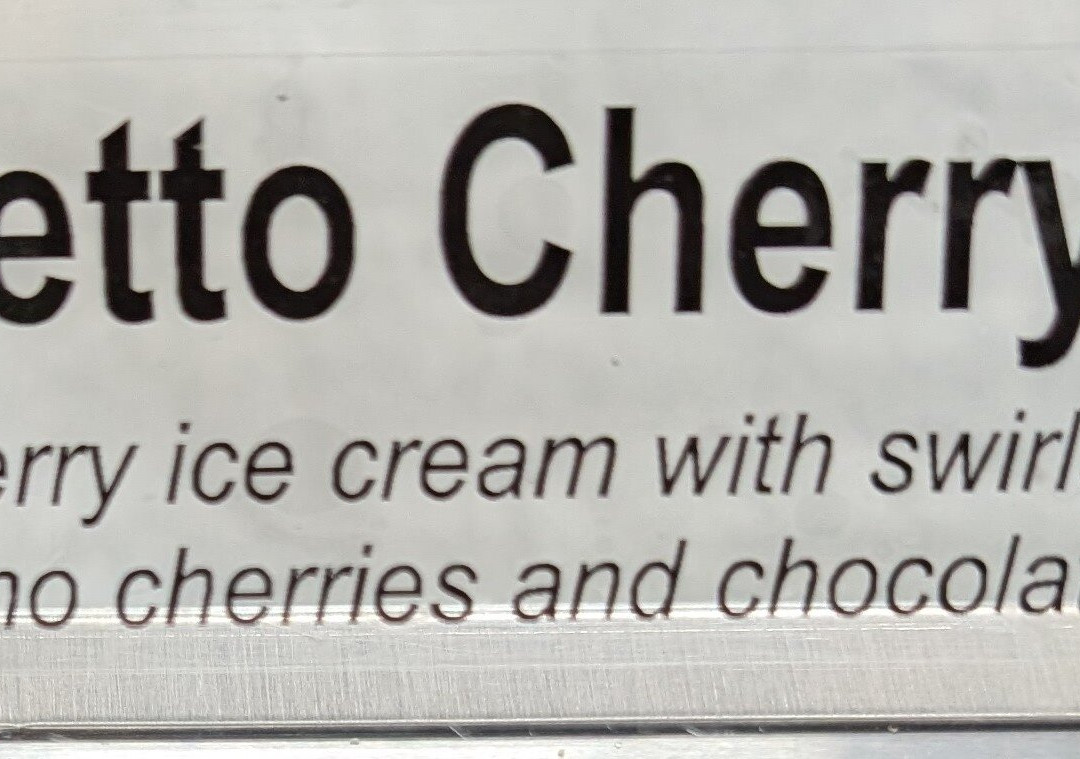 etto Cherry
erry ice cream with swirl
no cherries and chocola